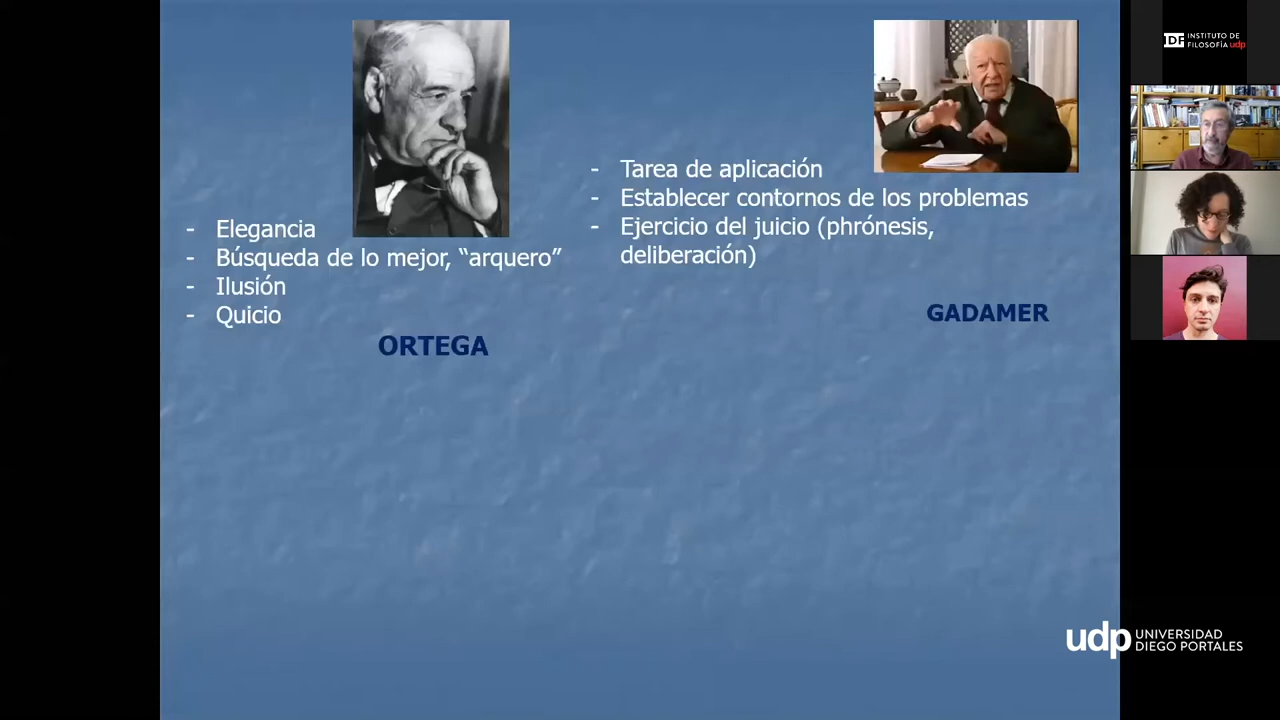 - Elegancia
- Búsqueda de lo mejor, “arquero”
- Ilusión
- Quicio
ORTEGA
- Tarea de aplicación
- Establecer contornos de los problemas
- Ejercicio del juicio (phrónesis,
deliberación)
GADAMER
IDF INSTITUTO DE
FILOSOFÍA udp
udp UNIVERSIDAD
DIEGO PORTALES